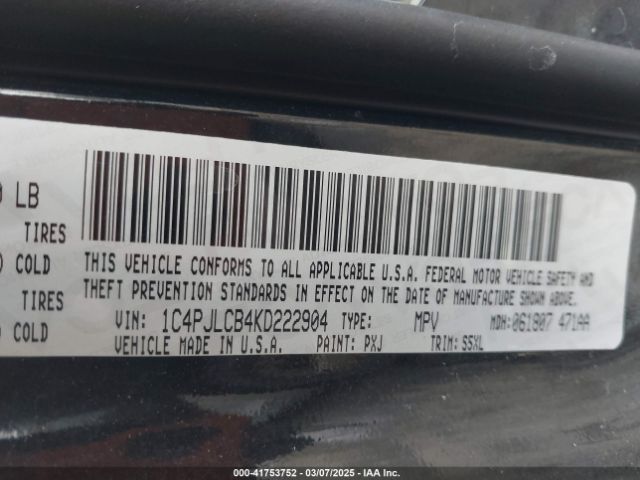 0 LB
TIRES
COLD
TIRES
COLD
THIS VEHICLE CONFORMS TO ALL APPLICABLE U.S.A. FEDERAL MOTOR VEHICLE SAFETY AND
THEFT PREVENTION STANDARDS IN EFFECT ON THE DATE OF MANUFACTURE SHOWN ABOVE.
VIN: 1C4PJLCB4KD222904 TYPE: MPV MDH: 061907 471AA
VEHICLE MADE IN U.S.A. PAINT: PXJ TRIM: S5XL
000-41753752 — 03/07/2025 — IAA